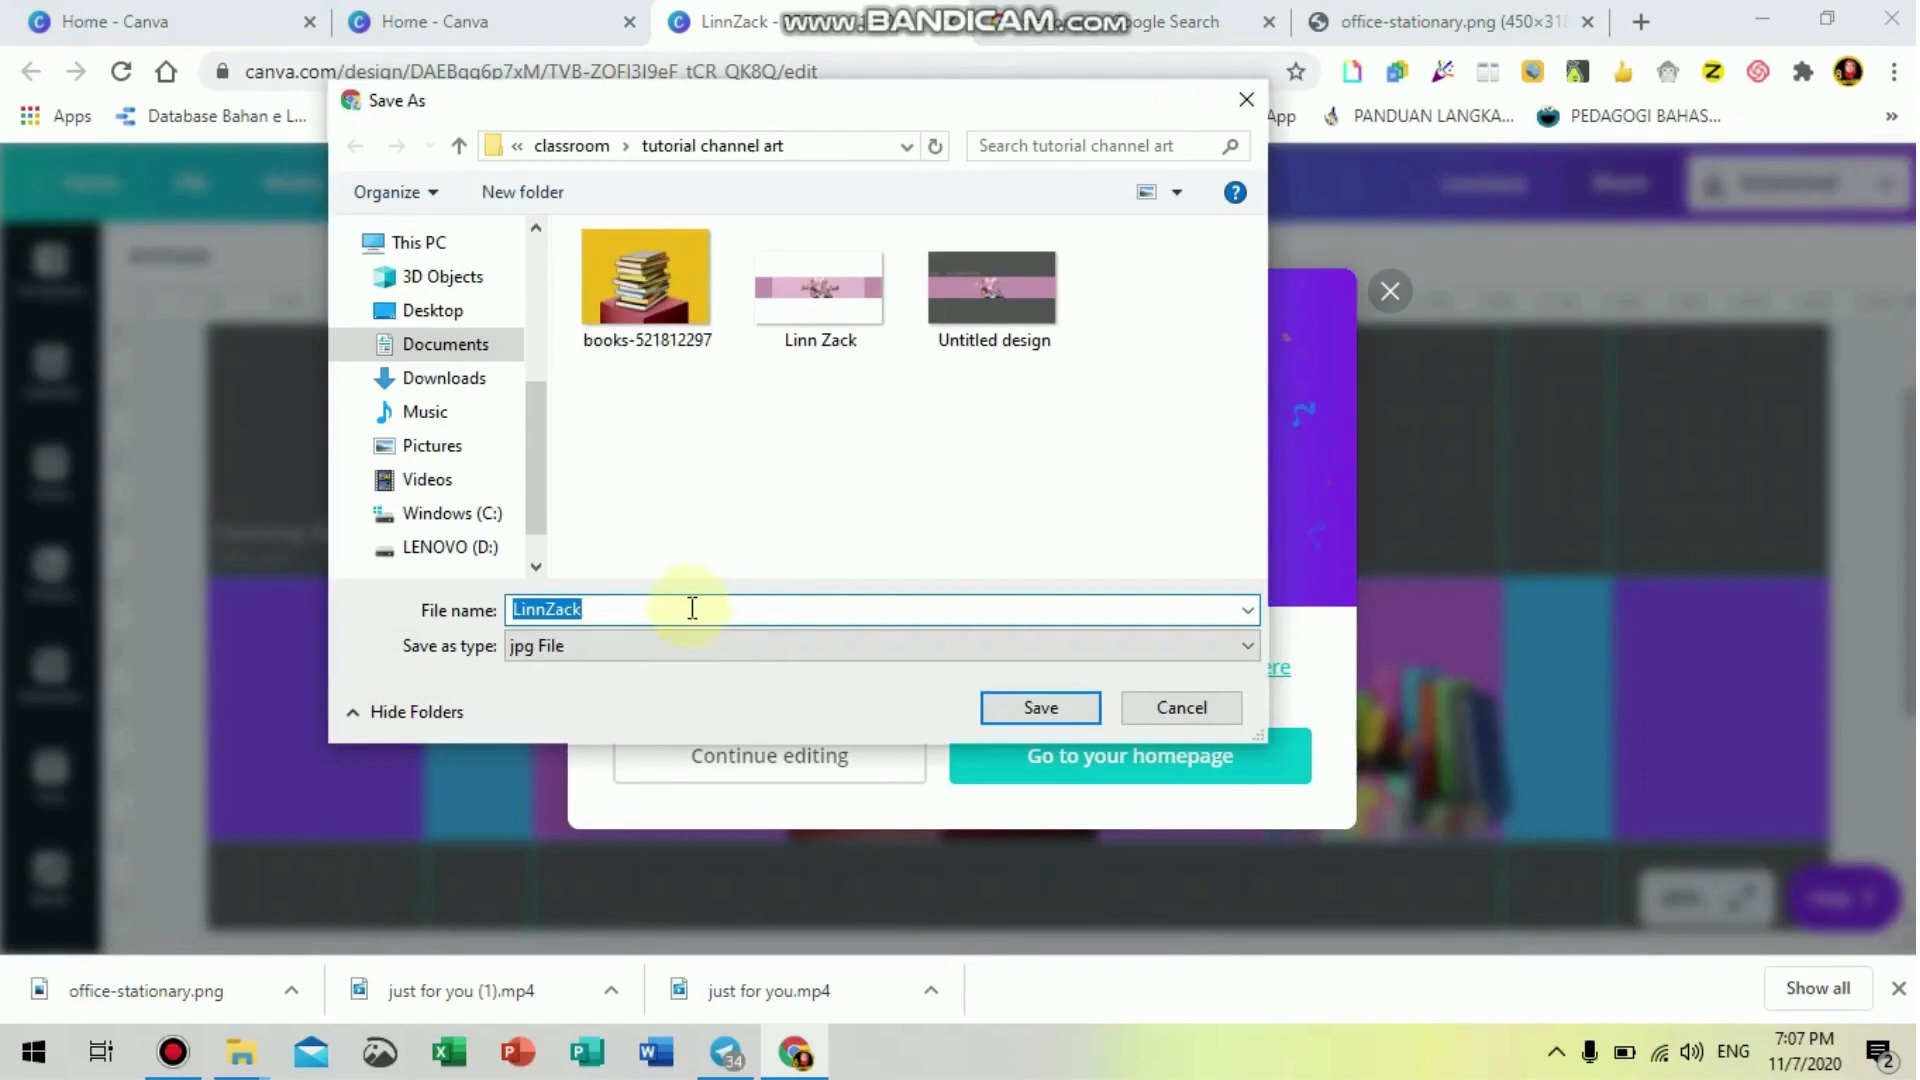 Home - Canva
Home - Canva
LinnZack -
www.BANDICAM.com
oogle Search
office-stationary.png (450×318
canva.com/design/DAEBqq6p7xM/TVB-ZOFI3I9eF_tCR_QK8Q/edit
Apps
Database Bahan e L...
App
PANDUAN LANGKA...
PEDAGOGI BAHAS...
»
Save As
« classroom › tutorial channel art
Search tutorial channel art
Organize
New folder
This PC
3D Objects
Desktop
Documents
Downloads
Music
Pictures
Videos
Windows (C:)
LENOVO (D:)
books-521812297
Linn Zack
Untitled design
File name:
LinnZack
Save as type:
jpg File
Hide Folders
Save
Cancel
ere
Continue editing
Go to your homepage
office-stationary.png
just for you (1).mp4
just for you.mp4
Show all
34
ENG
7:07 PM
11/7/2020
2